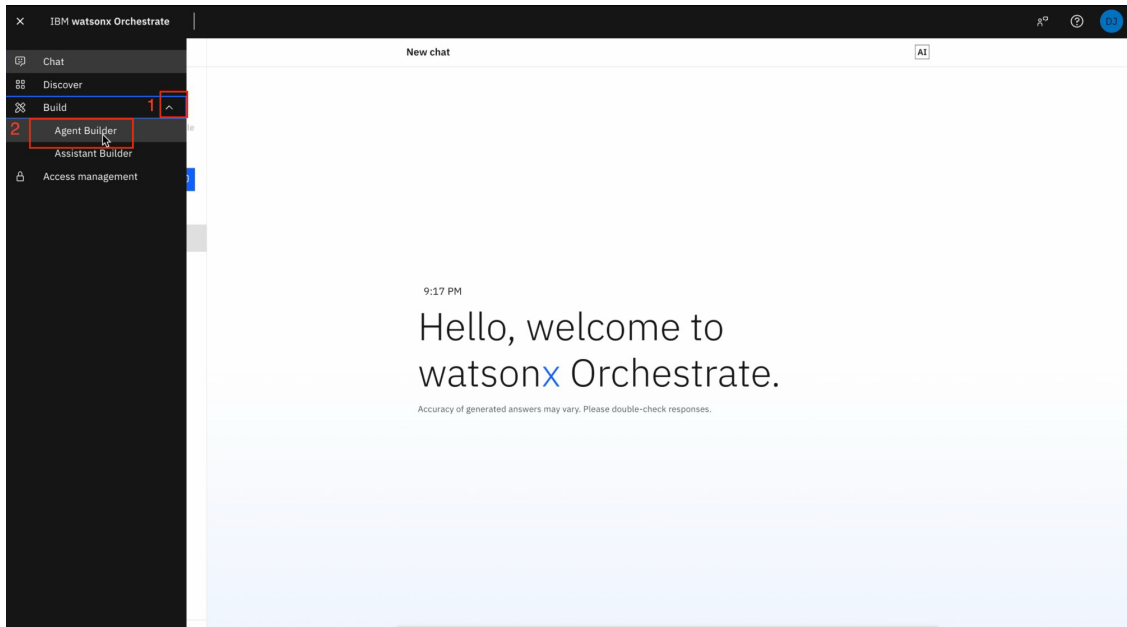 IBM watsonx Orchestrate
DJ
New chat
AI
Chat
Discover
Build
1
2
Agent Builder
le
Assistant Builder
Access management
9:17 PM
Hello, welcome to
watsonx Orchestrate.
Accuracy of generated answers may vary. Please double-check responses.